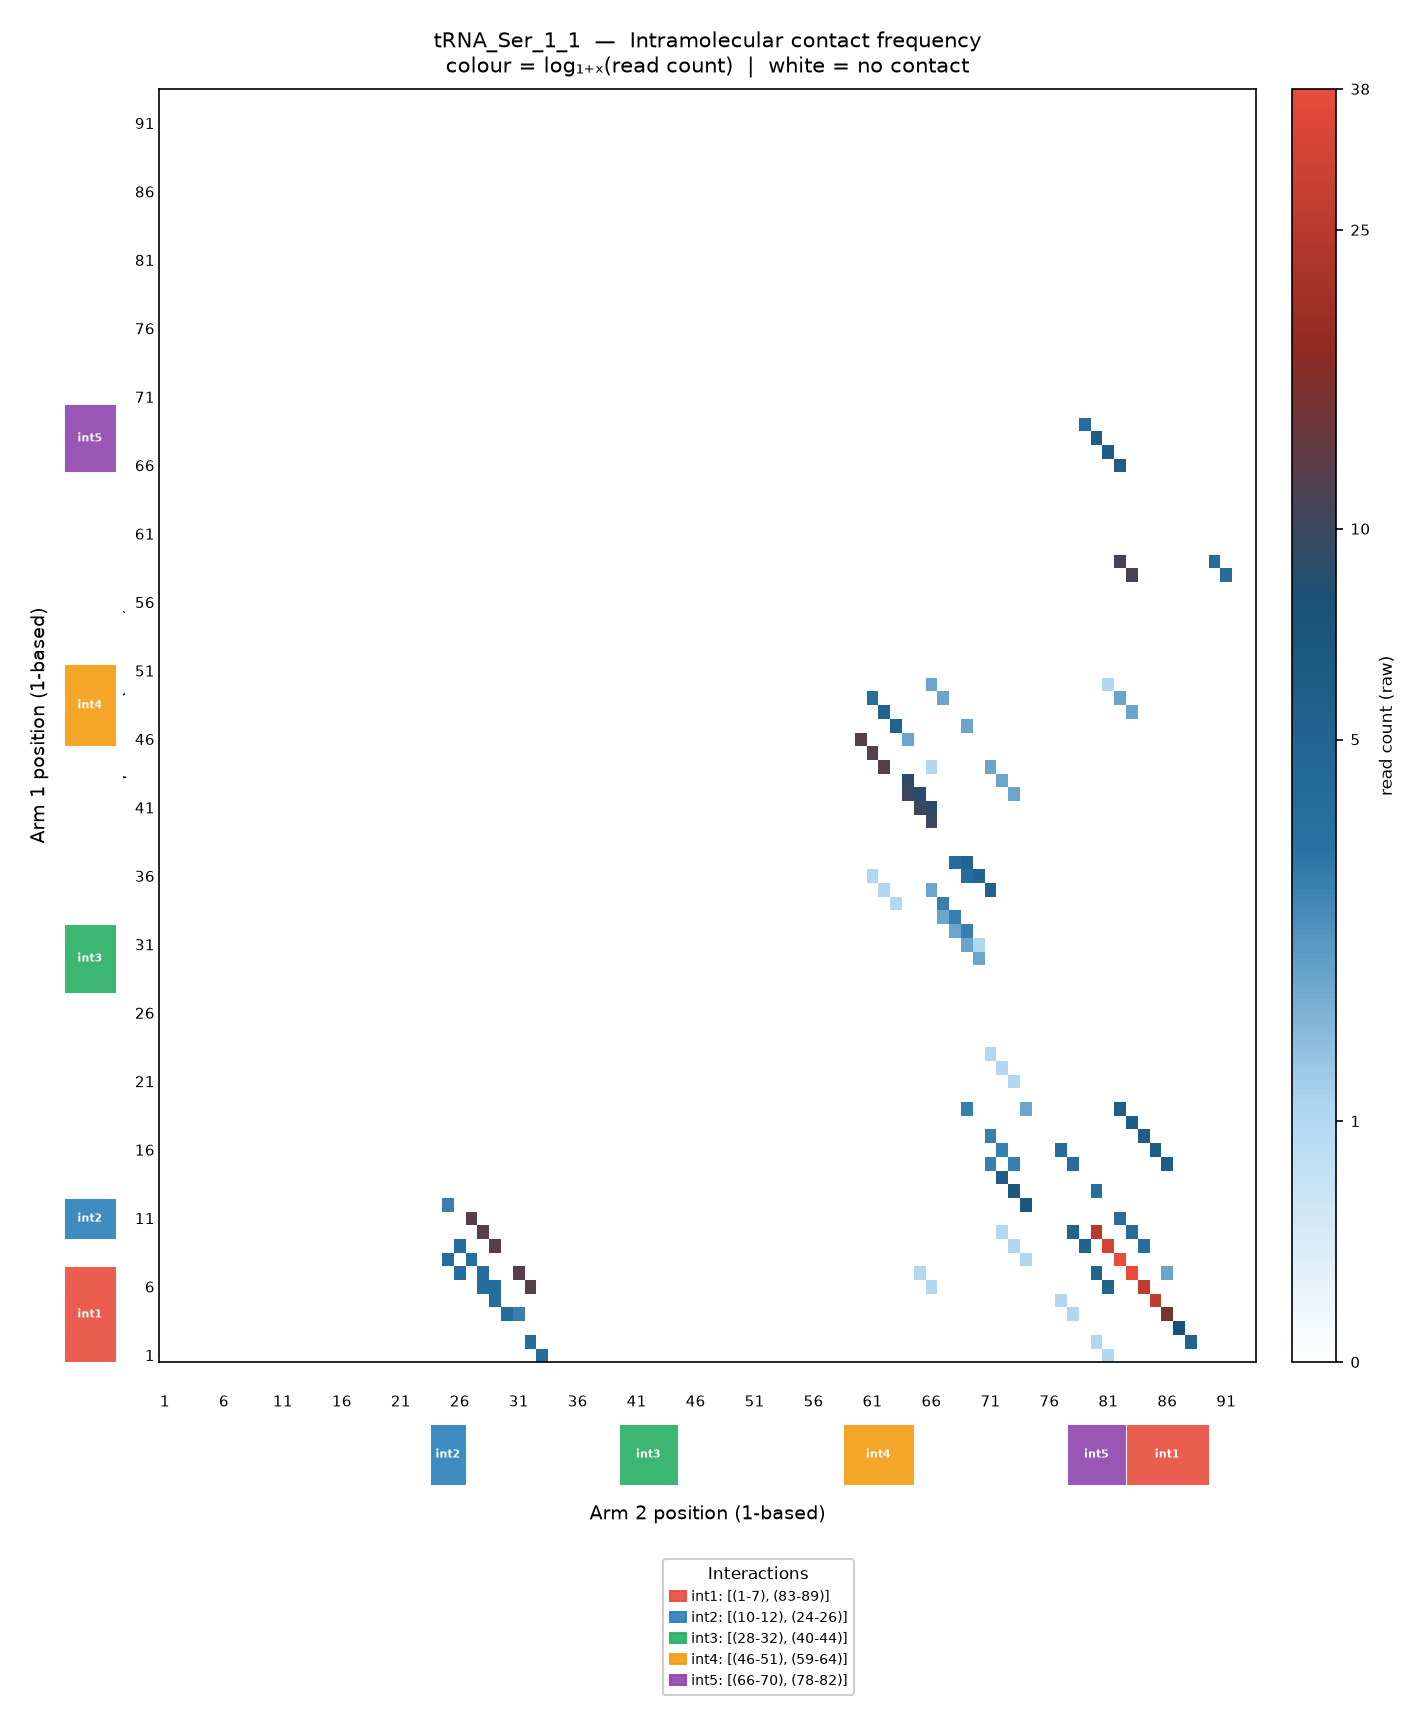 tRNA_Ser_1_1 — Intramolecular contact frequency
colour = log₁₊ₓ(read count) | white = no contact
Arm 1 position (1-based)
91
86
81
76
71
66
61
56
51
46
41
36
31
26
21
16
11
6
1
int5
int4
int3
int2
int1
1 6 11 16 21 26 31 36 41 46 51 56 61 66 71 76 81 86 91
int2 int3 int4 int5 int1
Arm 2 position (1-based)
38
25
10
5
1
0
read count (raw)
Interactions
int1: [(1-7), (83-89)]
int2: [(10-12), (24-26)]
int3: [(28-32), (40-44)]
int4: [(46-51), (59-64)]
int5: [(66-70), (78-82)]